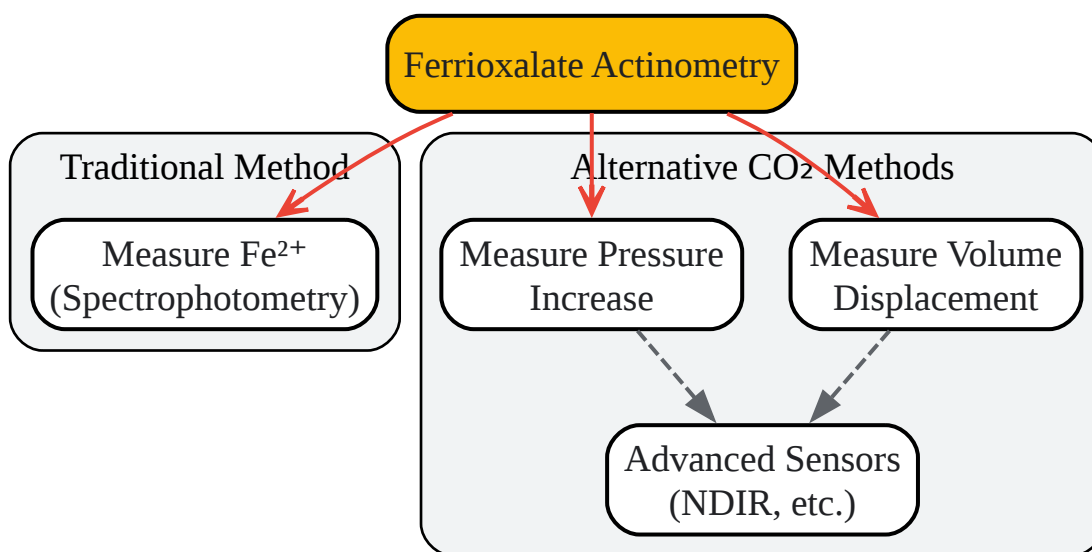 Ferrioxalate Actinometry
Traditional Method
Alternative CO₂ Methods
Measure Fe²⁺
(Spectrophotometry)
Measure Pressure
Increase
Measure Volume
Displacement
Advanced Sensors
(NDIR, etc.)